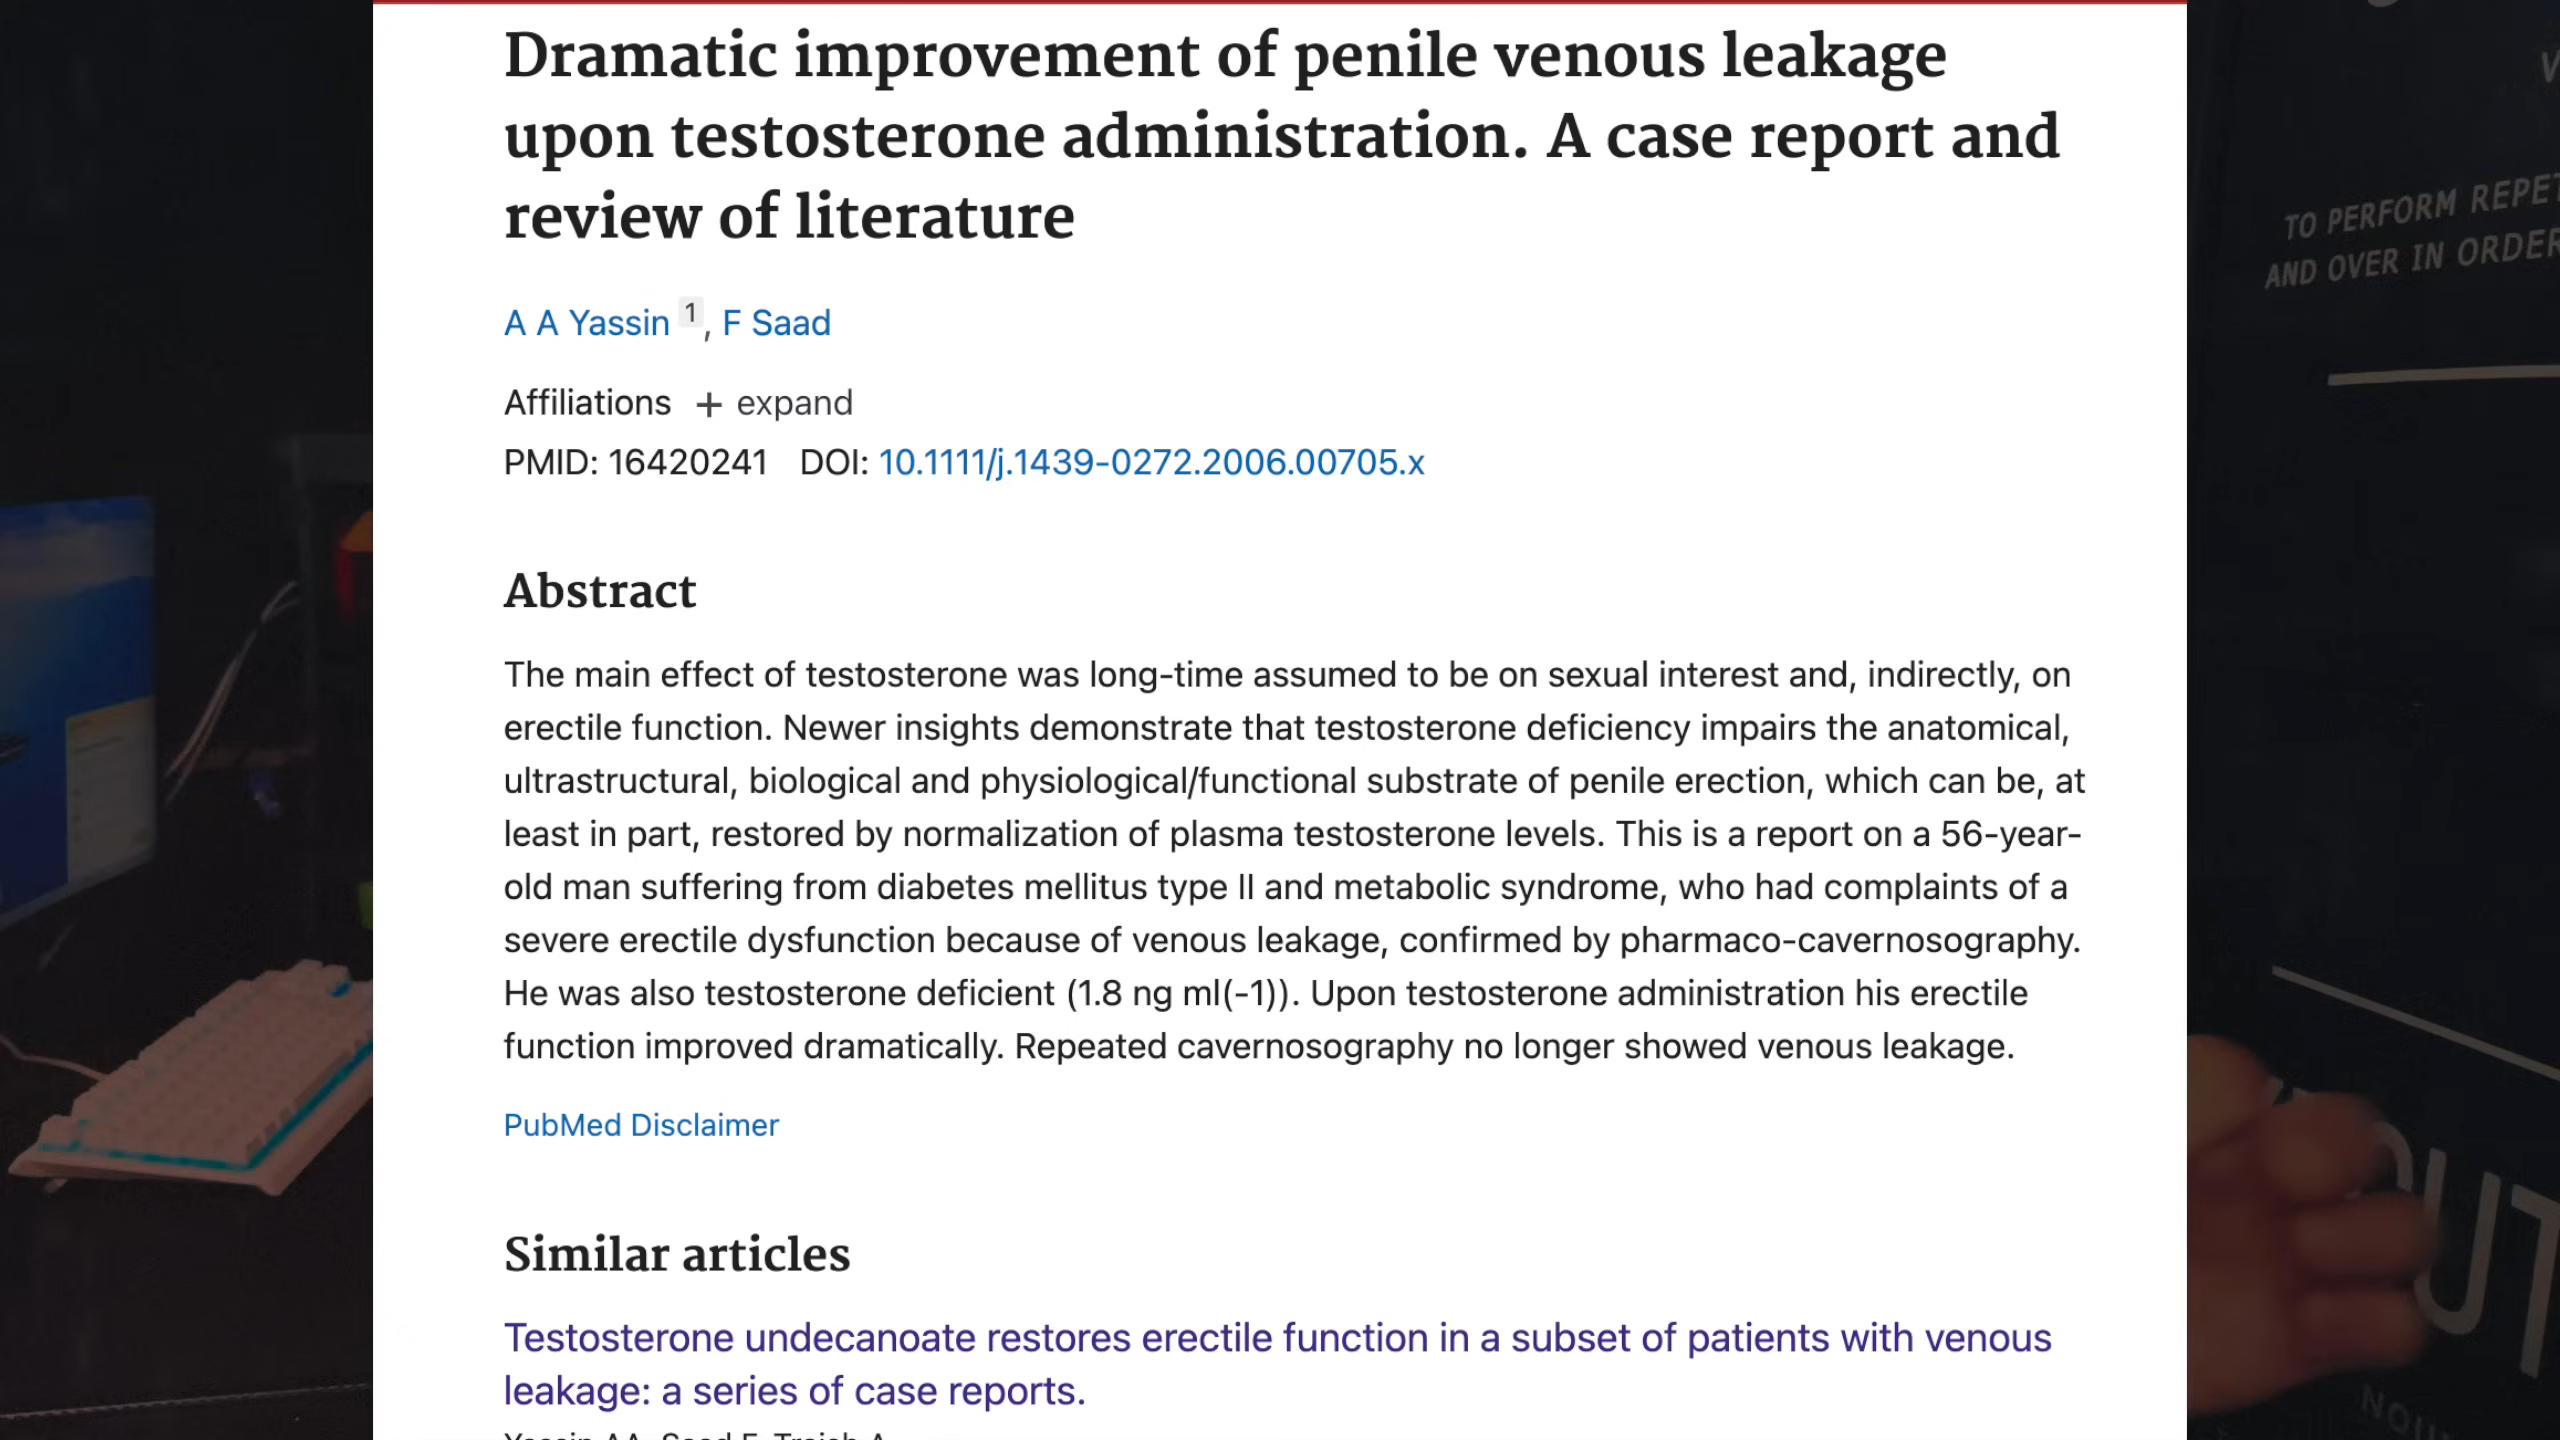 Dramatic improvement of penile venous leakage
upon testosterone administration. A case report and
review of literature
A A Yassin 1, F Saad
Affiliations + expand
PMID: 16420241 DOI: 10.1111/j.1439-0272.2006.00705.x
Abstract
The main effect of testosterone was long-time assumed to be on sexual interest and, indirectly, on
erectile function. Newer insights demonstrate that testosterone deficiency impairs the anatomical,
ultrastructural, biological and physiological/functional substrate of penile erection, which can be, at
least in part, restored by normalization of plasma testosterone levels. This is a report on a 56-year-
old man suffering from diabetes mellitus type II and metabolic syndrome, who had complaints of a
severe erectile dysfunction because of venous leakage, confirmed by pharmaco-cavernosography.
He was also testosterone deficient (1.8 ng ml(-1)). Upon testosterone administration his erectile
function improved dramatically. Repeated cavernosography no longer showed venous leakage.
PubMed Disclaimer
Similar articles
Testosterone undecanoate restores erectile function in a subset of patients with venous
leakage: a series of case reports.
TO PERFORM
AND OVER IN